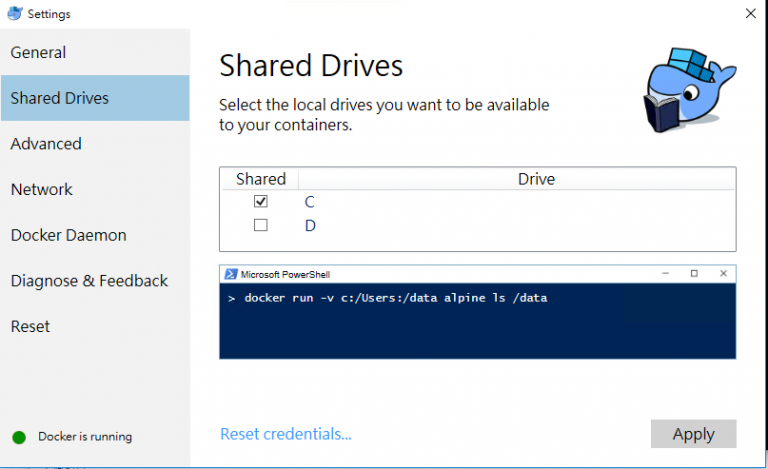 Settings
General
Shared Drives
Advanced
Network
Docker Daemon
Diagnose & Feedback
Reset
Docker is running
Shared Drives
Select the local drives you want to be available
to your containers.
Shared Drive
C
D
Microsoft PowerShell
> docker run -v c:/Users:/data alpine ls /data
Reset credentials...
Apply